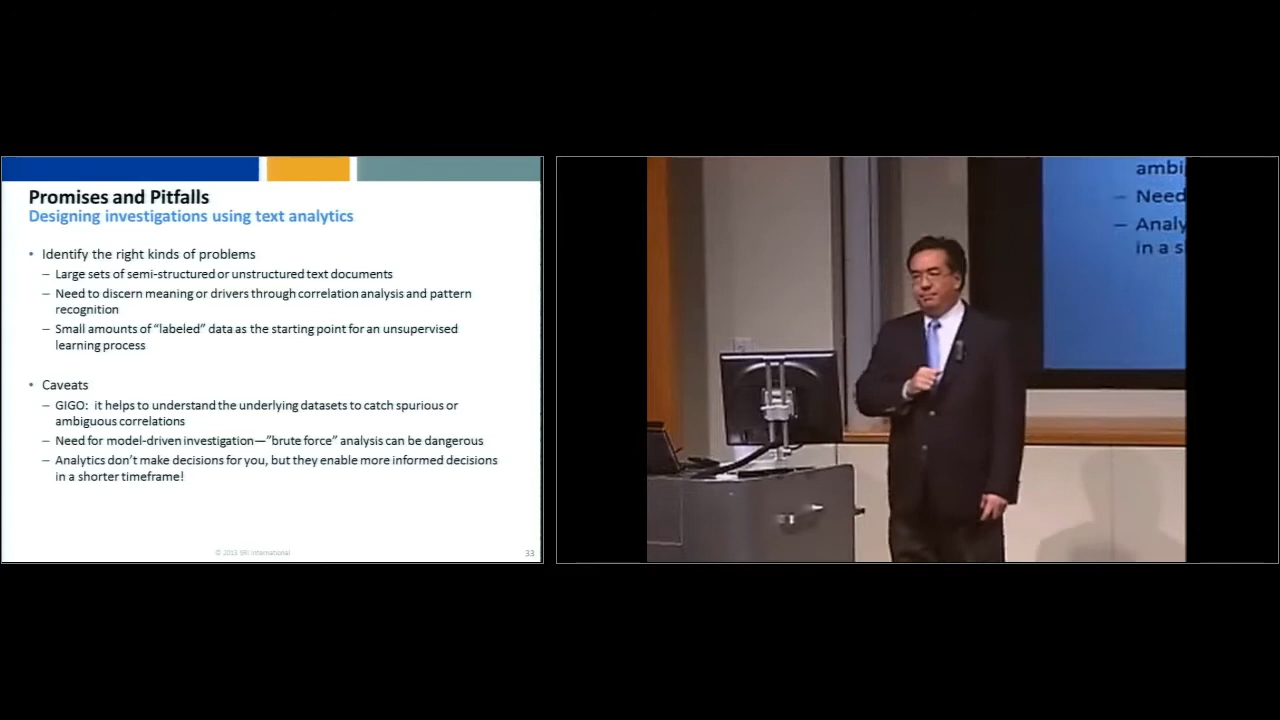 Promises and Pitfalls
Designing investigations using text analytics
• Identify the right kinds of problems
– Large sets of semi-structured or unstructured text documents
– Need to discern meaning or drivers through correlation analysis and pattern
recognition
– Small amounts of “labeled” data as the starting point for an unsupervised
learning process
• Caveats
– GIGO:  it helps to understand the underlying datasets to catch spurious or
ambiguous correlations
– Need for model-driven investigation—”brute force” analysis can be dangerous
– Analytics don’t make decisions for you, but they enable more informed decisions
in a shorter timeframe!
© 2013 SRI International
33
ambi
– Need
– Analy
in a s